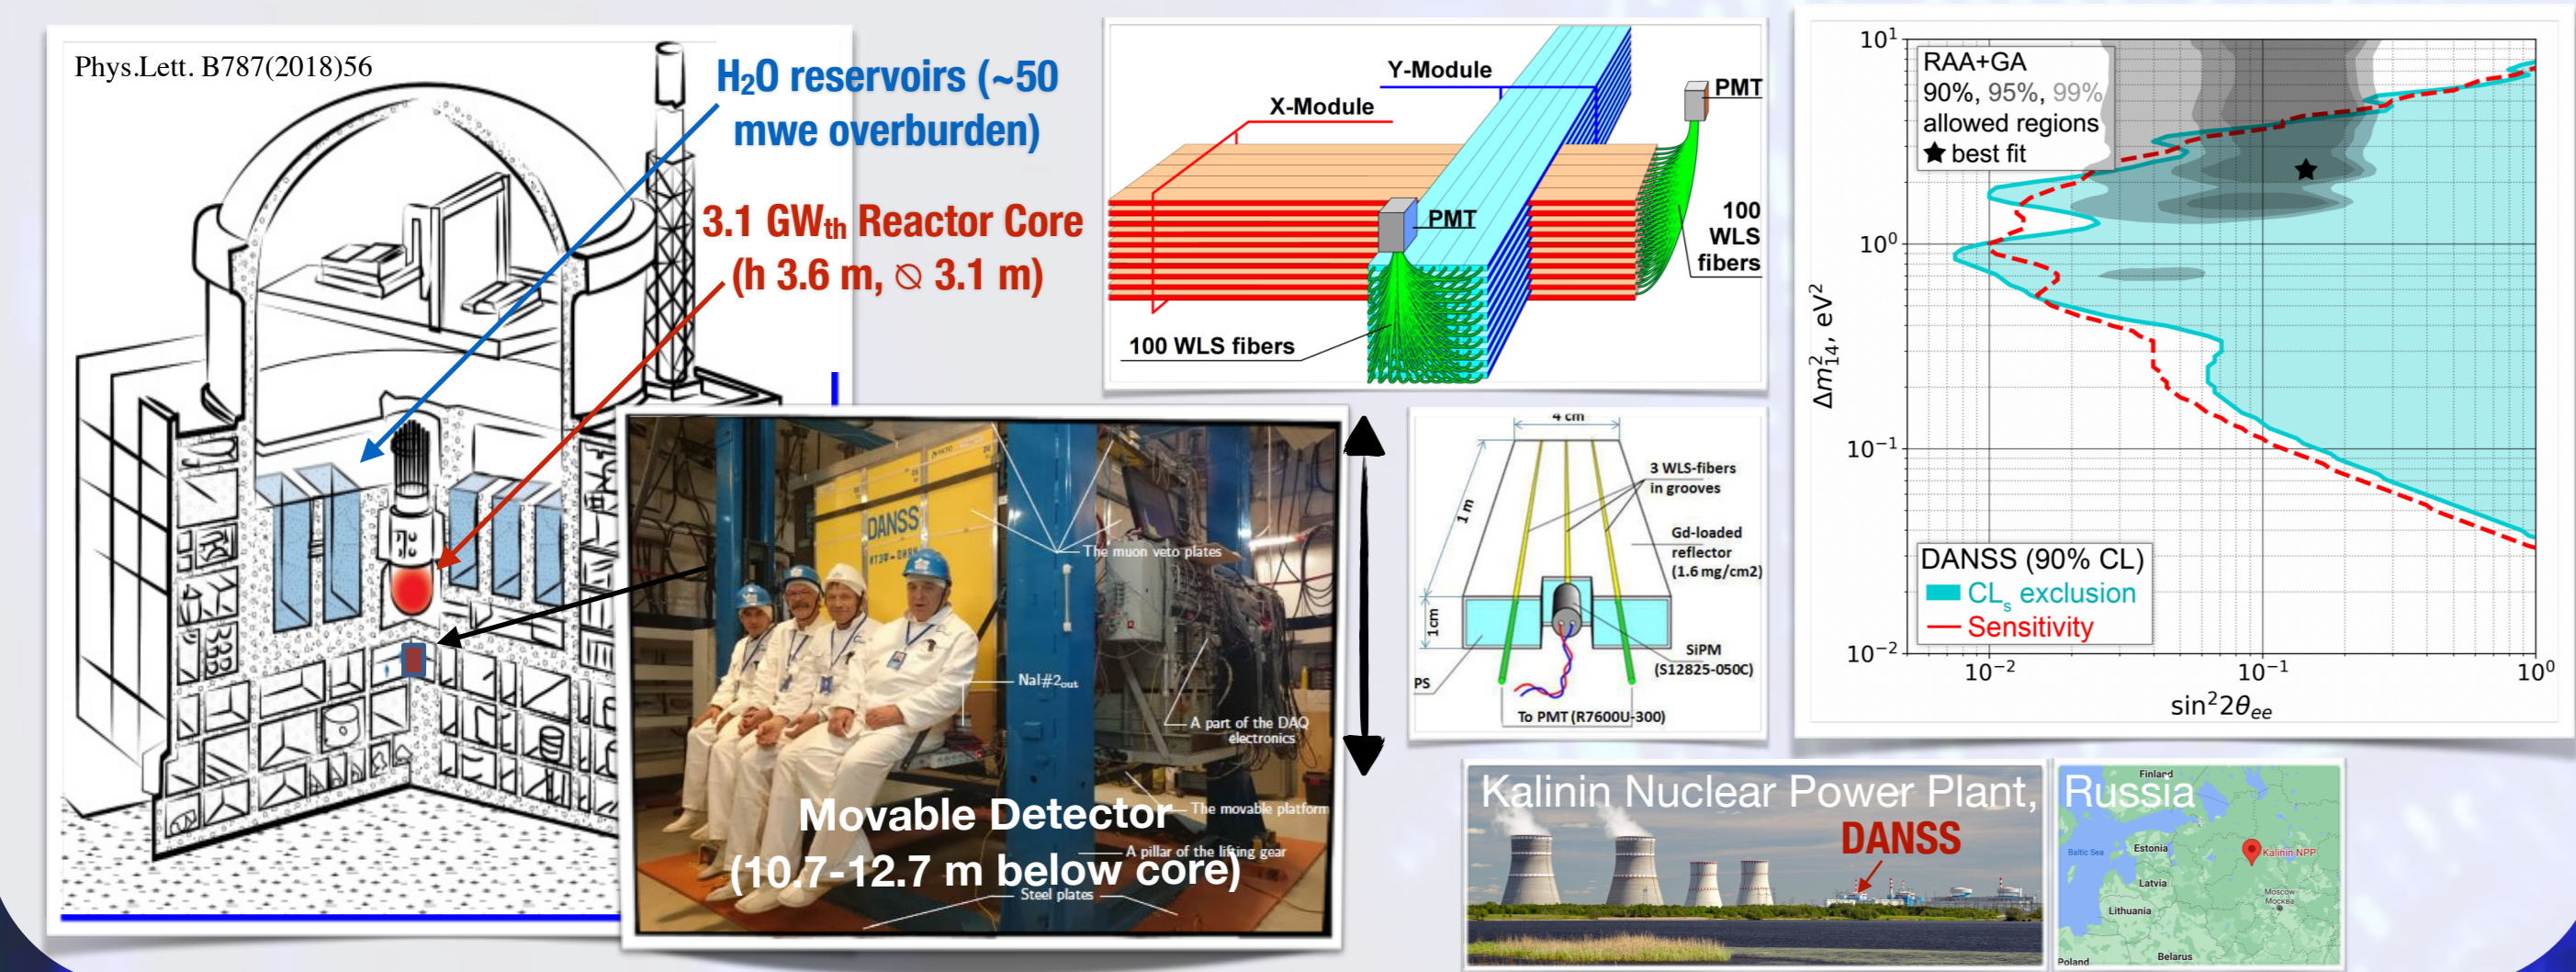 Phys.Lett. B787(2018)56
H₂O reservoirs (~50
mwe overburden)
3.1 GWth Reactor Core
(h 3.6 m, ⦰ 3.1 m)
X-Module
Y-Module
PMT
PMT
100
WLS
fibers
100 WLS fibers
DANSS
The muon veto plates
NaI#2out
A part of the DAQ
electronics
The movable platform
A pillar of the lifting gear
Steel plates
Movable Detector
(10.7-12.7 m below core)
4 cm
1 m
1cm
3 WLS-fibers
in grooves
Gd-loaded
reflector
(1.6 mg/cm2)
SiPM
(S12825-050C)
PS
To PMT (R7600U-300)
RAA+GA
90%, 95%, 99%
allowed regions
★ best fit
DANSS (90% CL)
CLs exclusion
Sensitivity
10¹
10⁰
10⁻¹
10⁻²
Δm²₁₄, eV²
10⁻² 10⁻¹ 10⁰
sin²2θee
Kalinin Nuclear Power Plant, Russia
DANSS
Finland
Baltic Sea
Estonia
Kalinin NPP
Latvia
Moscow
Москва
Lithuania
Belarus
Poland